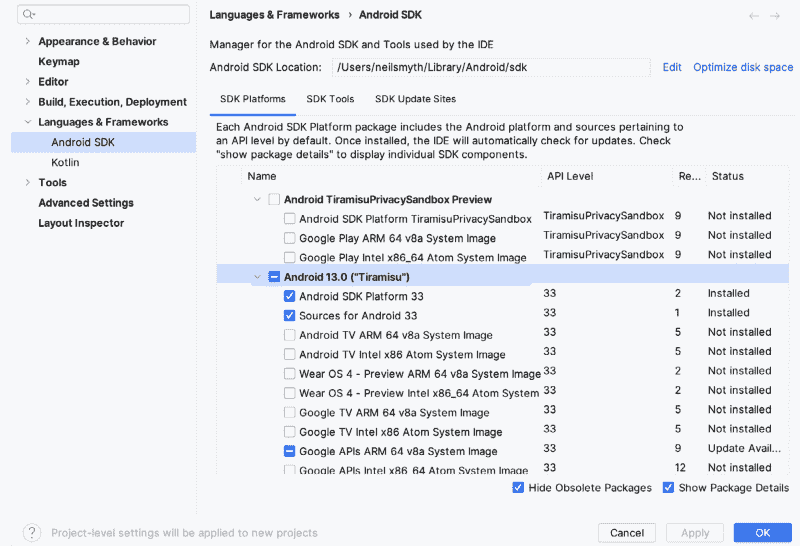 Languages & Frameworks › Android SDK
Appearance & Behavior
Keymap
Editor
Build, Execution, Deployment
Languages & Frameworks
Android SDK
Kotlin
Tools
Advanced Settings
Layout Inspector
Manager for the Android SDK and Tools used by the IDE
Android SDK Location: /Users/neilsmyth/Library/Android/sdk Edit Optimize disk space
SDK Platforms SDK Tools SDK Update Sites
Each Android SDK Platform package includes the Android platform and sources pertaining to
an API level by default. Once installed, the IDE will automatically check for updates. Check
"show package details" to display individual SDK components.
Name API Level Re... Status
Android TiramisuPrivacySandbox Preview
Android SDK Platform TiramisuPrivacySandbox TiramisuPrivacySandbox 9 Not installed
Google Play ARM 64 v8a System Image TiramisuPrivacySandbox 9 Not installed
Google Play Intel x86_64 Atom System Image TiramisuPrivacySandbox 9 Not installed
Android 13.0 ("Tiramisu")
Android SDK Platform 33 33 2 Installed
Sources for Android 33 33 1 Installed
Android TV ARM 64 v8a System Image 33 5 Not installed
Android TV Intel x86 Atom System Image 33 5 Not installed
Wear OS 4 - Preview ARM 64 v8a System Image 33 2 Not installed
Wear OS 4 - Preview Intel x86_64 Atom System 33 2 Not installed
Google TV ARM 64 v8a System Image 33 5 Not installed
Google TV Intel x86 Atom System Image 33 5 Not installed
Google APIs ARM 64 v8a System Image 33 9 Update Avail...
Google APIs Intel x86_64 Atom System Image 33 12 Not installed
Hide Obsolete Packages Show Package Details
? Project-level settings will be applied to new projects
Cancel Apply OK